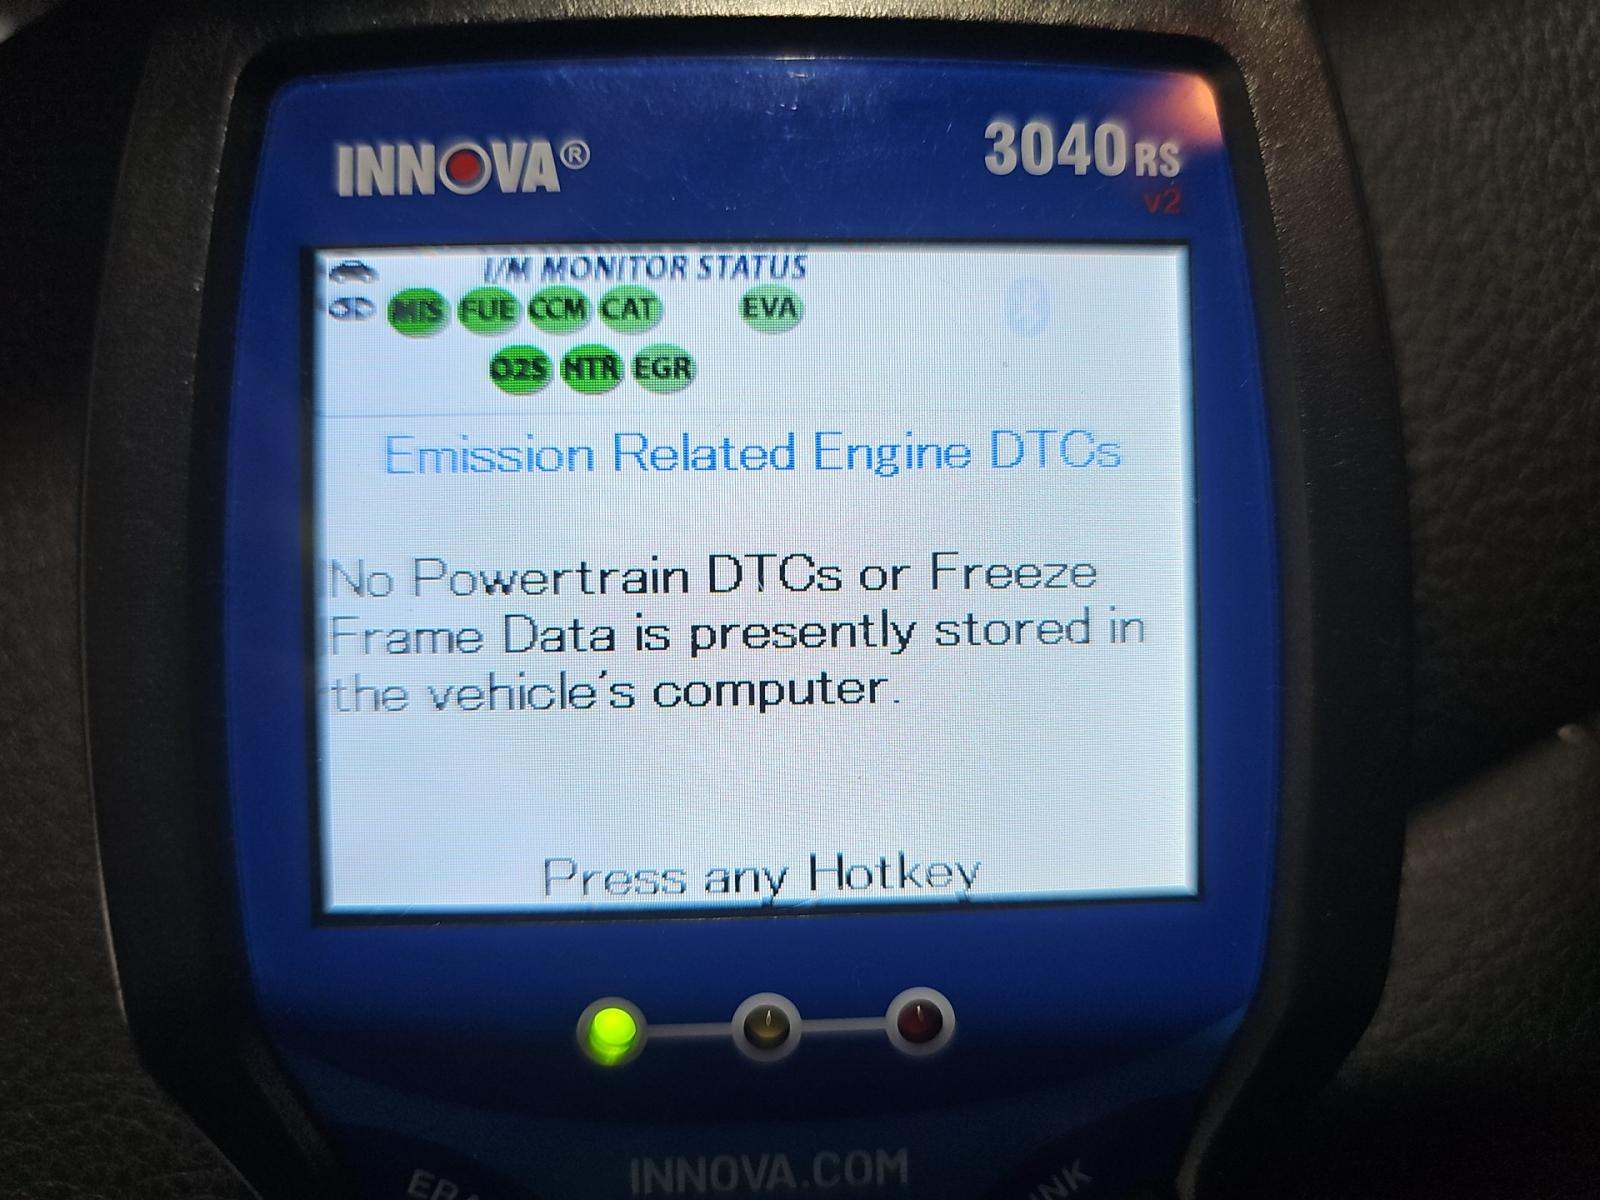 INNOVA®
3040RS
v2
I/M MONITOR STATUS
MIS FUE CCM CAT EVA
O2S HTR EGR
Emission Related Engine DTCs
No Powertrain DTCs or Freeze
Frame Data is presently stored in
the vehicle's computer.
Press any Hotkey
INNOVA.COM